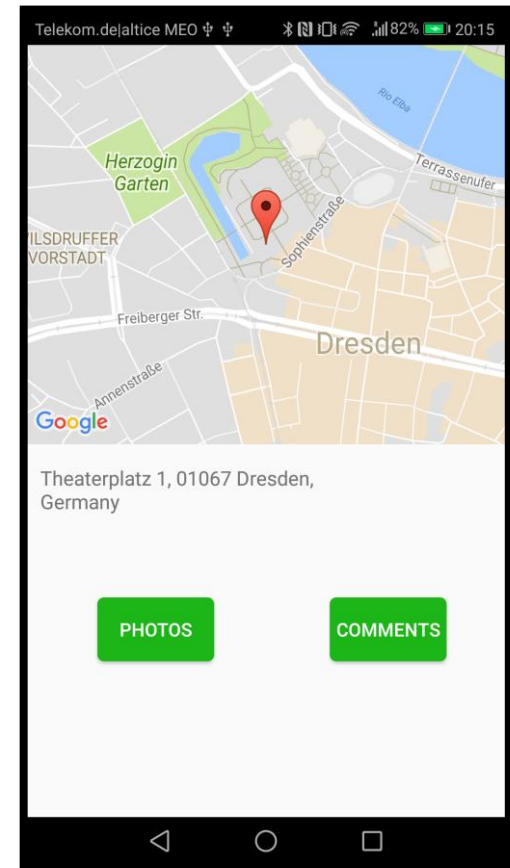 Telekom.de|altice MEO 82% 20:15
Rio Elba
Terrassenufer
Herzogin
Garten
Sophienstraße
ILSDRUFFER
VORSTADT
Freiberger Str.
Dresden
Annenstraße
Google
Theaterplatz 1, 01067 Dresden,
Germany
PHOTOS COMMENTS